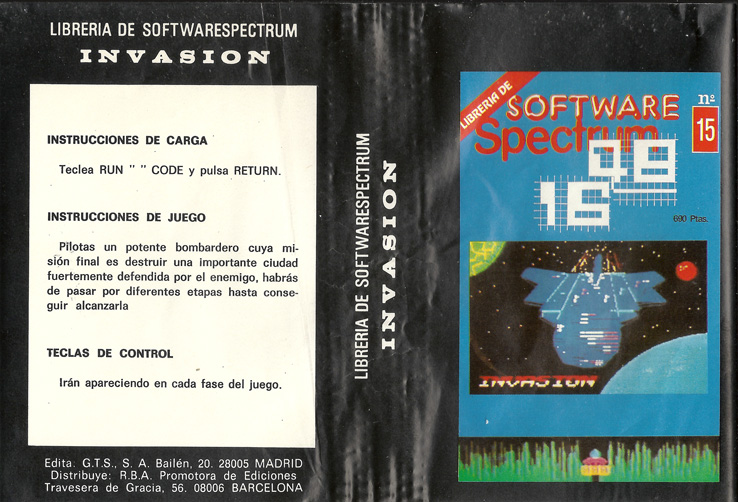 LIBRERIA DE SOFTWARESPECTRUM
INVASION
INSTRUCCIONES DE CARGA
Teclea RUN " " CODE y pulsa RETURN.
INSTRUCCIONES DE JUEGO
Pilotas un potente bombardero cuya mi-
sión final es destruir una importante ciudad
fuertemente defendida por el enemigo, habrás
de pasar por diferentes etapas hasta conse-
guir alcanzarla
TECLAS DE CONTROL
Irán apareciendo en cada fase del juego.
Edita. G.T.S., S. A. Bailén, 20. 28005 MADRID
Distribuye: R.B.A. Promotora de Ediciones
Travesera de Gracia, 56. 08006 BARCELONA
LIBRERIA DE SOFTWARESPECTRUM
INVASION
LIBRERIA DE
SOFTWARE
Spectrum
nº
15
48
16
690 Ptas.
INVASION